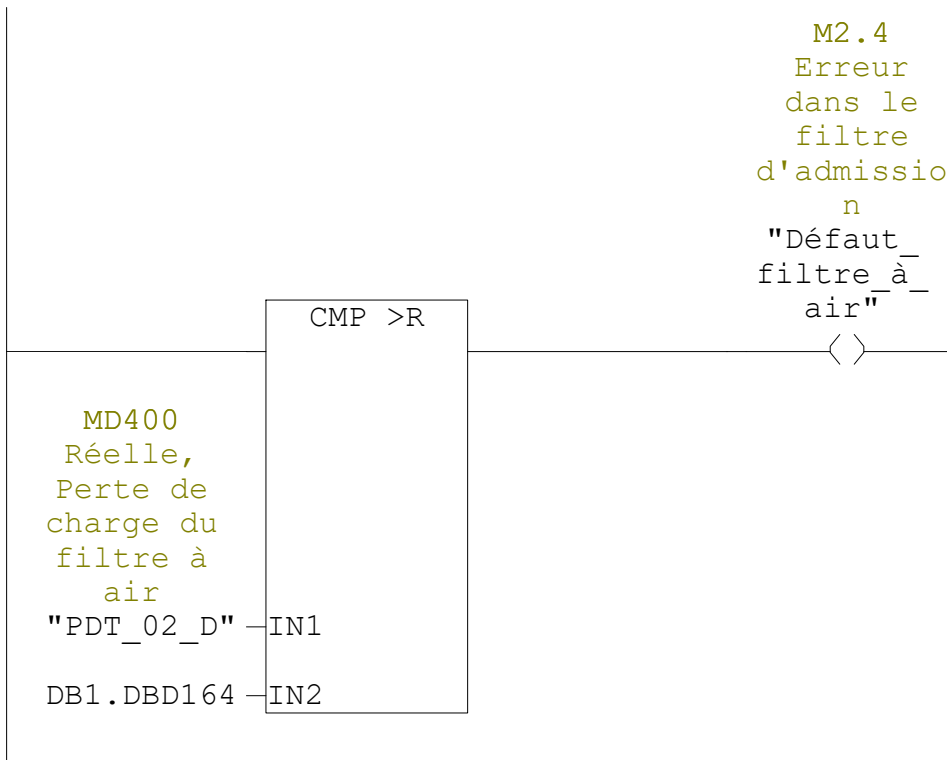 M2.4
Erreur
dans le
filtre
d'admissio
n
"Défaut_
filtre_à_
air"
CMP >R
MD400
Réelle,
Perte de
charge du
filtre à
air
"PDT_02_D"
IN1
DB1.DBD164
IN2